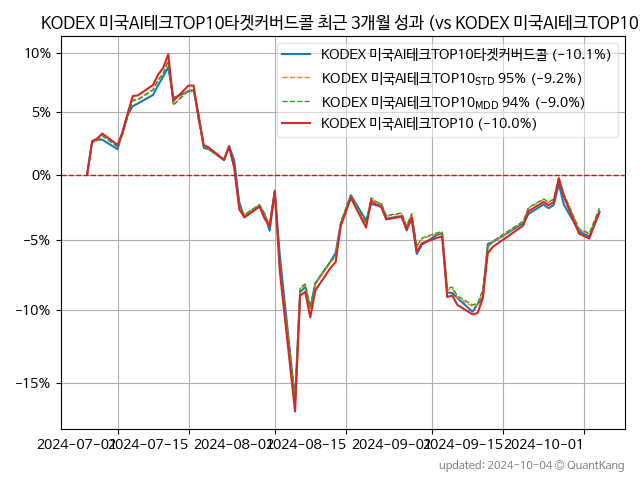 KODEX 미국AI테크TOP10타겟커버드콜 최근 3개월 성과 (vs KODEX 미국AI테크TOP10)
KODEX 미국AI테크TOP10타겟커버드콜 (−10.1%)
KODEX 미국AI테크TOP10STD 95% (−9.2%)
KODEX 미국AI테크TOP10MDD 94% (−9.0%)
KODEX 미국AI테크TOP10 (−10.0%)
10%
5%
0%
−5%
−10%
−15%
2024-07-01
2024-07-15
2024-08-01
2024-08-15
2024-09-01
2024-09-15
2024-10-01
updated: 2024-10-04 © QuantKang